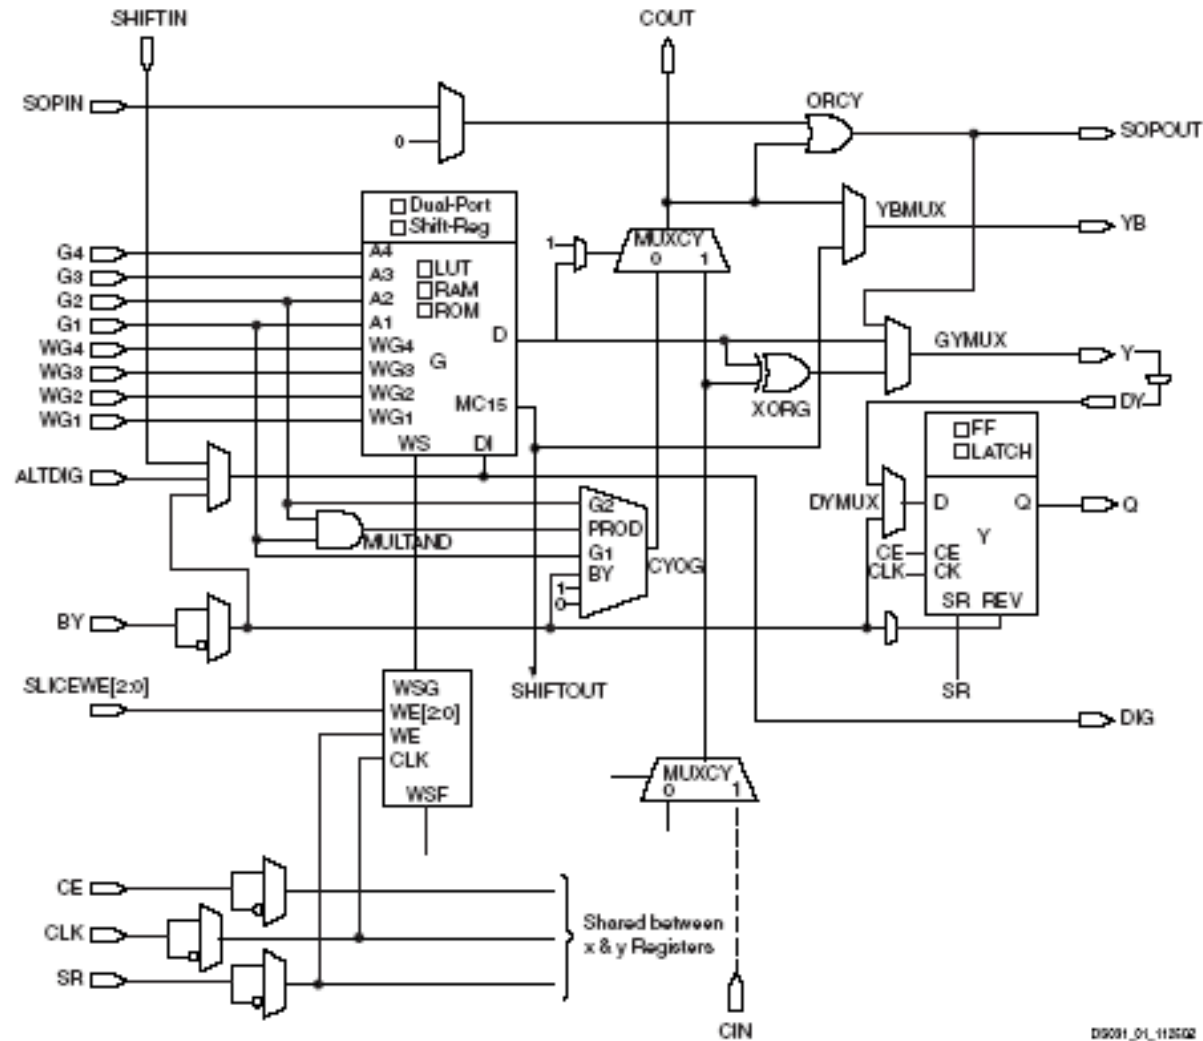 SHIFTIN
COUT
SOPIN
0
ORCY
SOPOUT
Dual-Port
Shift-Reg
YBMUX
YB
G4
A4
1
MUXCY
0 1
G3
A3
LUT
G2
A2
RAM
G1
A1
ROM
D
WG4
WG4
G
GYMUX
Y
WG3
WG3
WG2
WG2
MC15
XORG
DY
WG1
WG1
WS
DI
FF
LATCH
ALTDIG
G2
DYMUX
D
Q
Q
PROD
MULTAND
G1
CYOG
Y
BY
CE
CE
1
CLK
CK
0
SR REV
BY
SLICEWE[2:0]
WSG
SHIFTOUT
SR
WE[2:0]
DIG
WE
CLK
MUXCY
0 1
WSF
CE
CLK
Shared between
x & y Registers
SR
CIN
DS031_01_112502